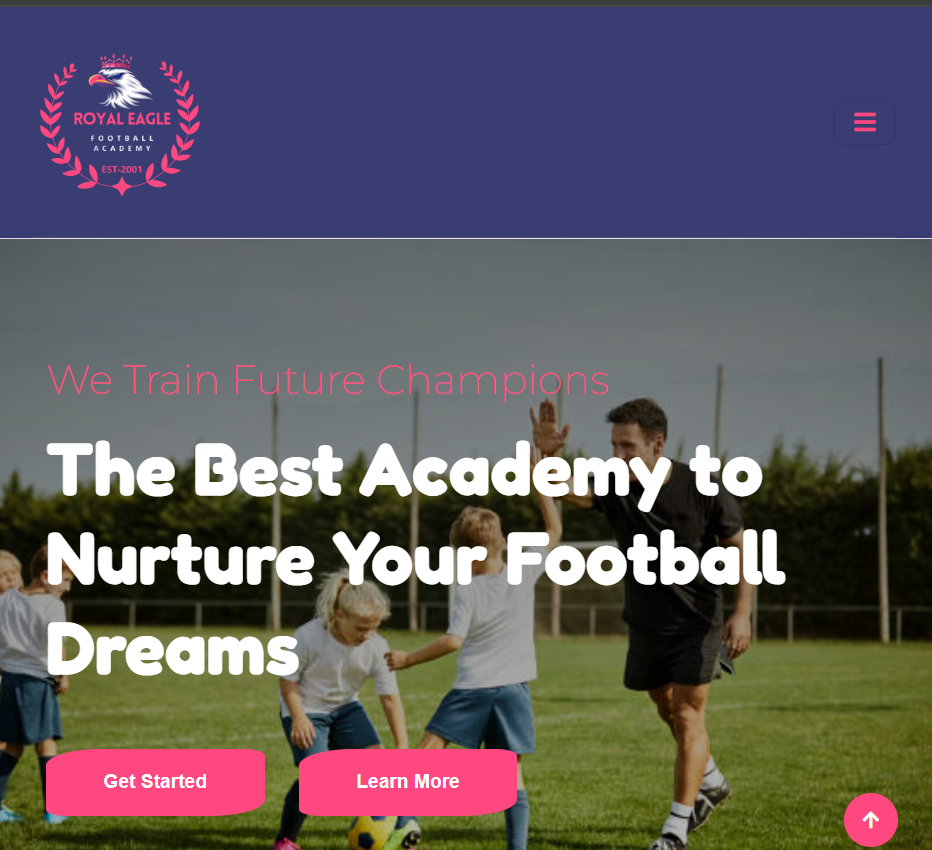 ROYAL EAGLE
FOOTBALL
ACADEMY
EST-2001
We Train Future Champions
The Best Academy to
Nurture Your Football
Dreams
Get Started
Learn More